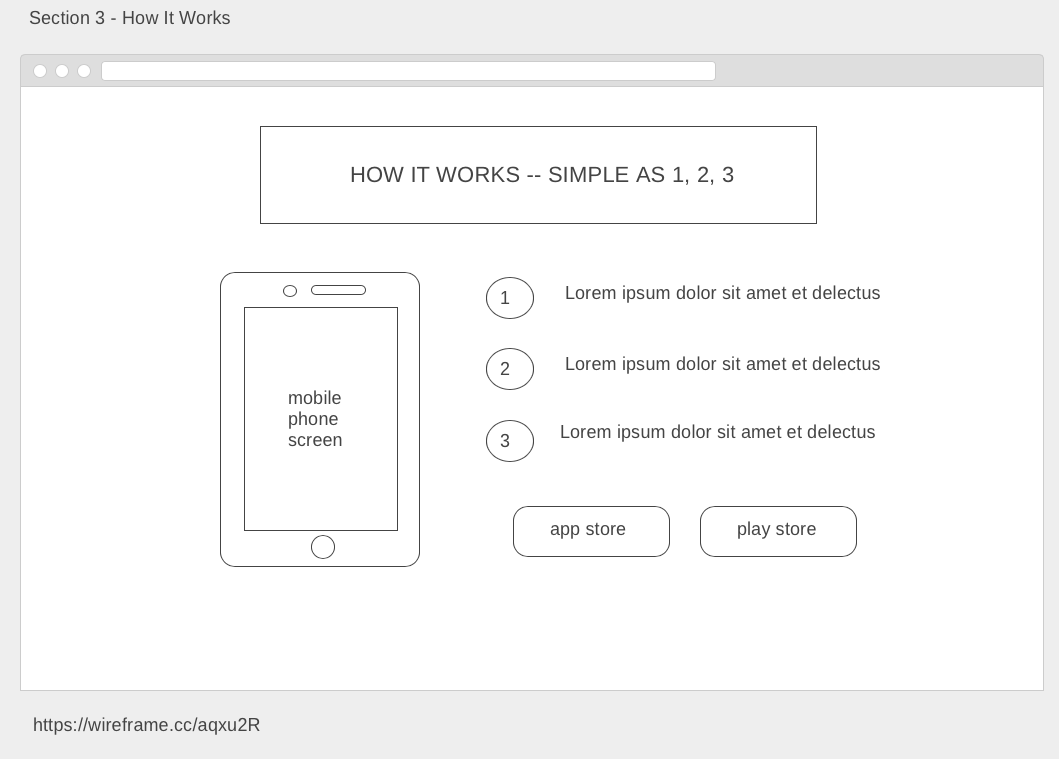 Section 3 - How It Works
HOW IT WORKS -- SIMPLE AS 1, 2, 3
mobile
phone
screen
1 Lorem ipsum dolor sit amet et delectus
2 Lorem ipsum dolor sit amet et delectus
3 Lorem ipsum dolor sit amet et delectus
app store play store
https://wireframe.cc/aqxu2R